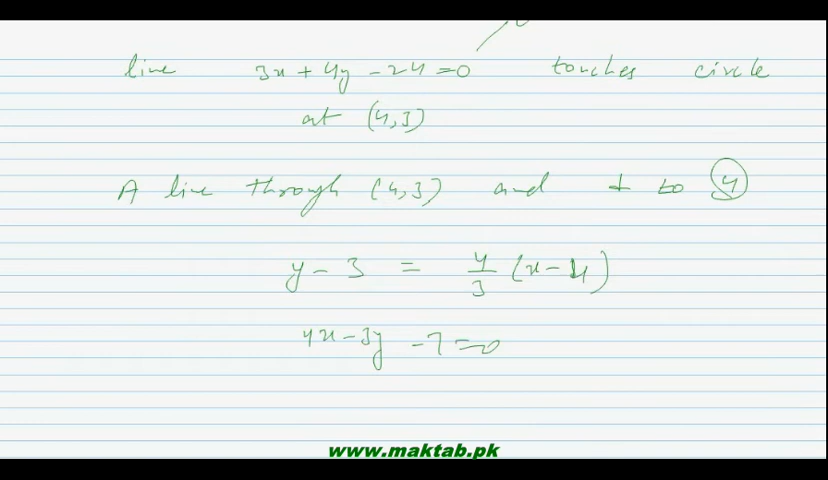 line 3x + 4y - 24 = 0 touches circle
at (4,3)
A line through (4,3) and ⊥ to 4
y - 3 = 4/3 (x - 4)
4x - 3y - 7 = 0
www.maktab.pk